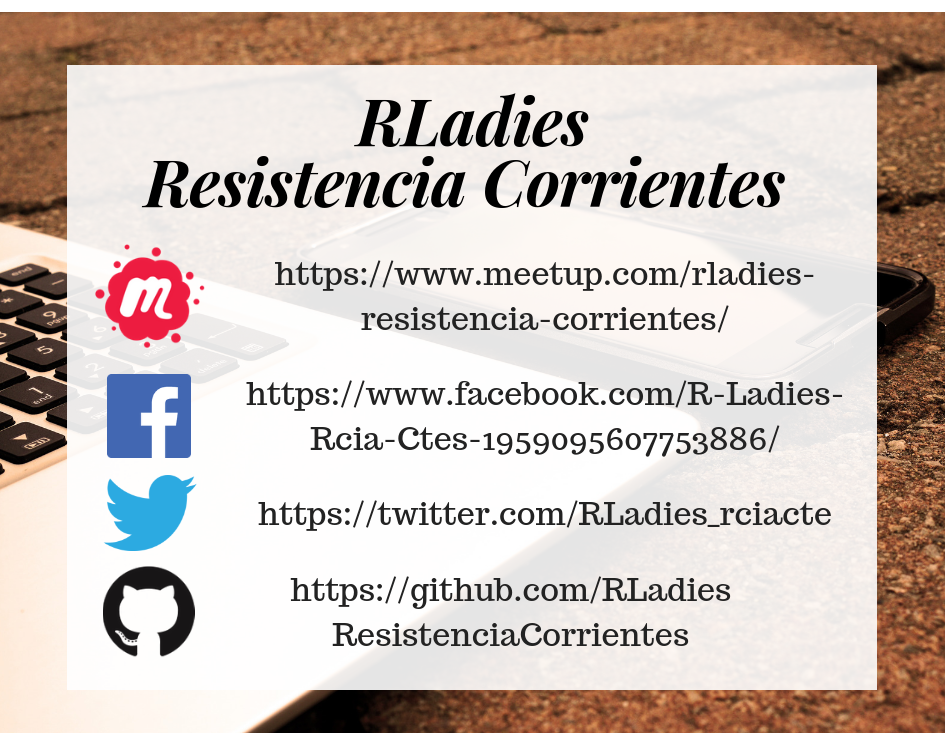 RLadies
Resistencia Corrientes
https://www.meetup.com/rladies-
resistencia-corrientes/
https://www.facebook.com/R-Ladies-
Rcia-Ctes-1959095607753886/
https://twitter.com/RLadies_rciacte
https://github.com/RLadies
ResistenciaCorrientes